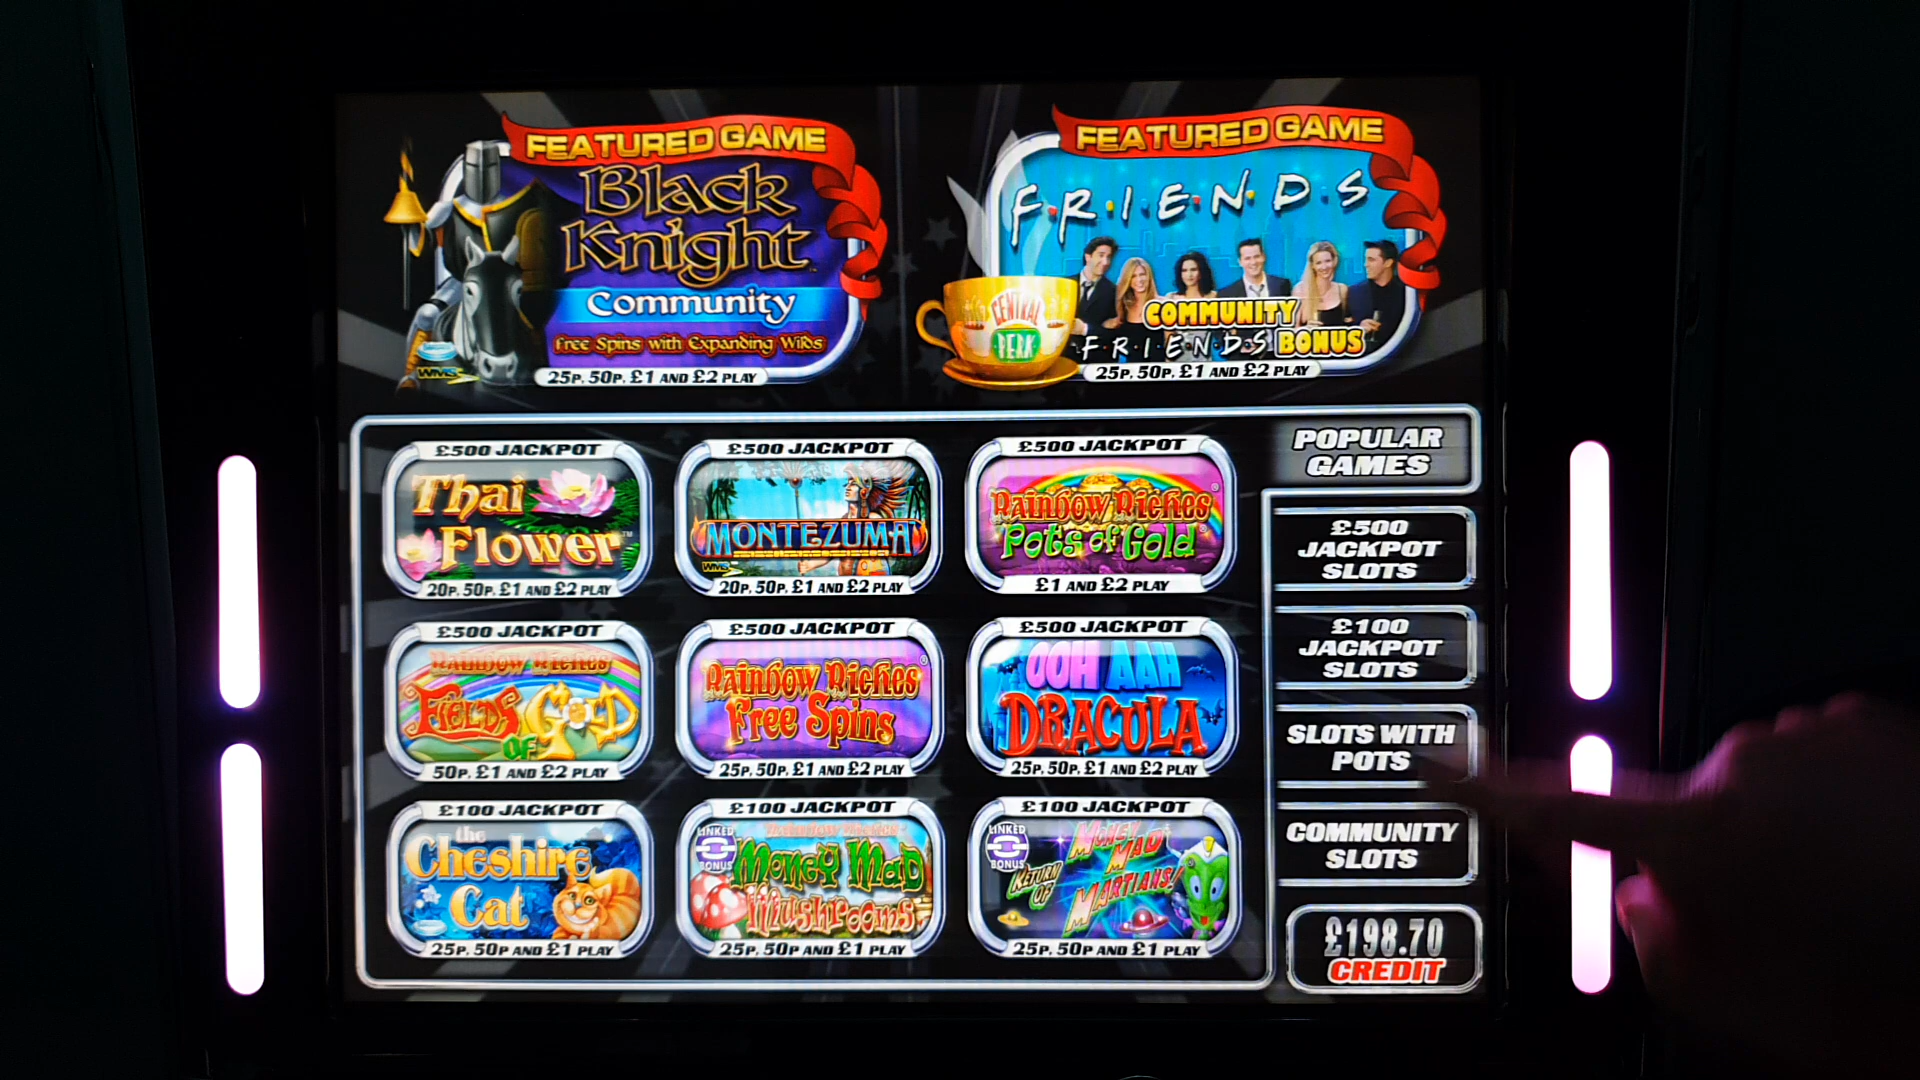 FEATURED GAME
Black
Knight
Community
Free Spins with Expanding Wilds
WMS
25P, 50P, £1 AND £2 PLAY
FEATURED GAME
F·R·I·E·N·D·S
CENTRAL
PERK
COMMUNITY
F·R·I·E·N·D·S BONUS
25P, 50P, £1 AND £2 PLAY
£500 JACKPOT
Thai
Flower™
20P, 50P, £1 AND £2 PLAY
£500 JACKPOT
MONTEZUMA
WMS
20P, 50P, £1 AND £2 PLAY
£500 JACKPOT
Rainbow Riches®
Pots of Gold
£1 AND £2 PLAY
£500 JACKPOT
Rainbow Riches
FIELDS OF GOLD
50P, £1 AND £2 PLAY
£500 JACKPOT
Rainbow Riches®
Free Spins
25P, 50P, £1 AND £2 PLAY
£500 JACKPOT
OOH AAH
DRACULA
25P, 50P, £1 AND £2 PLAY
£100 JACKPOT
the
Cheshire
Cat
25P, 50P AND £1 PLAY
£100 JACKPOT
LINKED
BONUS
Rainbow Riches
Money Mad
Mushrooms
25P, 50P AND £1 PLAY
£100 JACKPOT
LINKED
BONUS
RETURN
OF
MONEY
MAD
MARTIANS!
25P, 50P AND £1 PLAY
POPULAR
GAMES
£500
JACKPOT
SLOTS
£100
JACKPOT
SLOTS
SLOTS WITH
POTS
COMMUNITY
SLOTS
£198.70
CREDIT